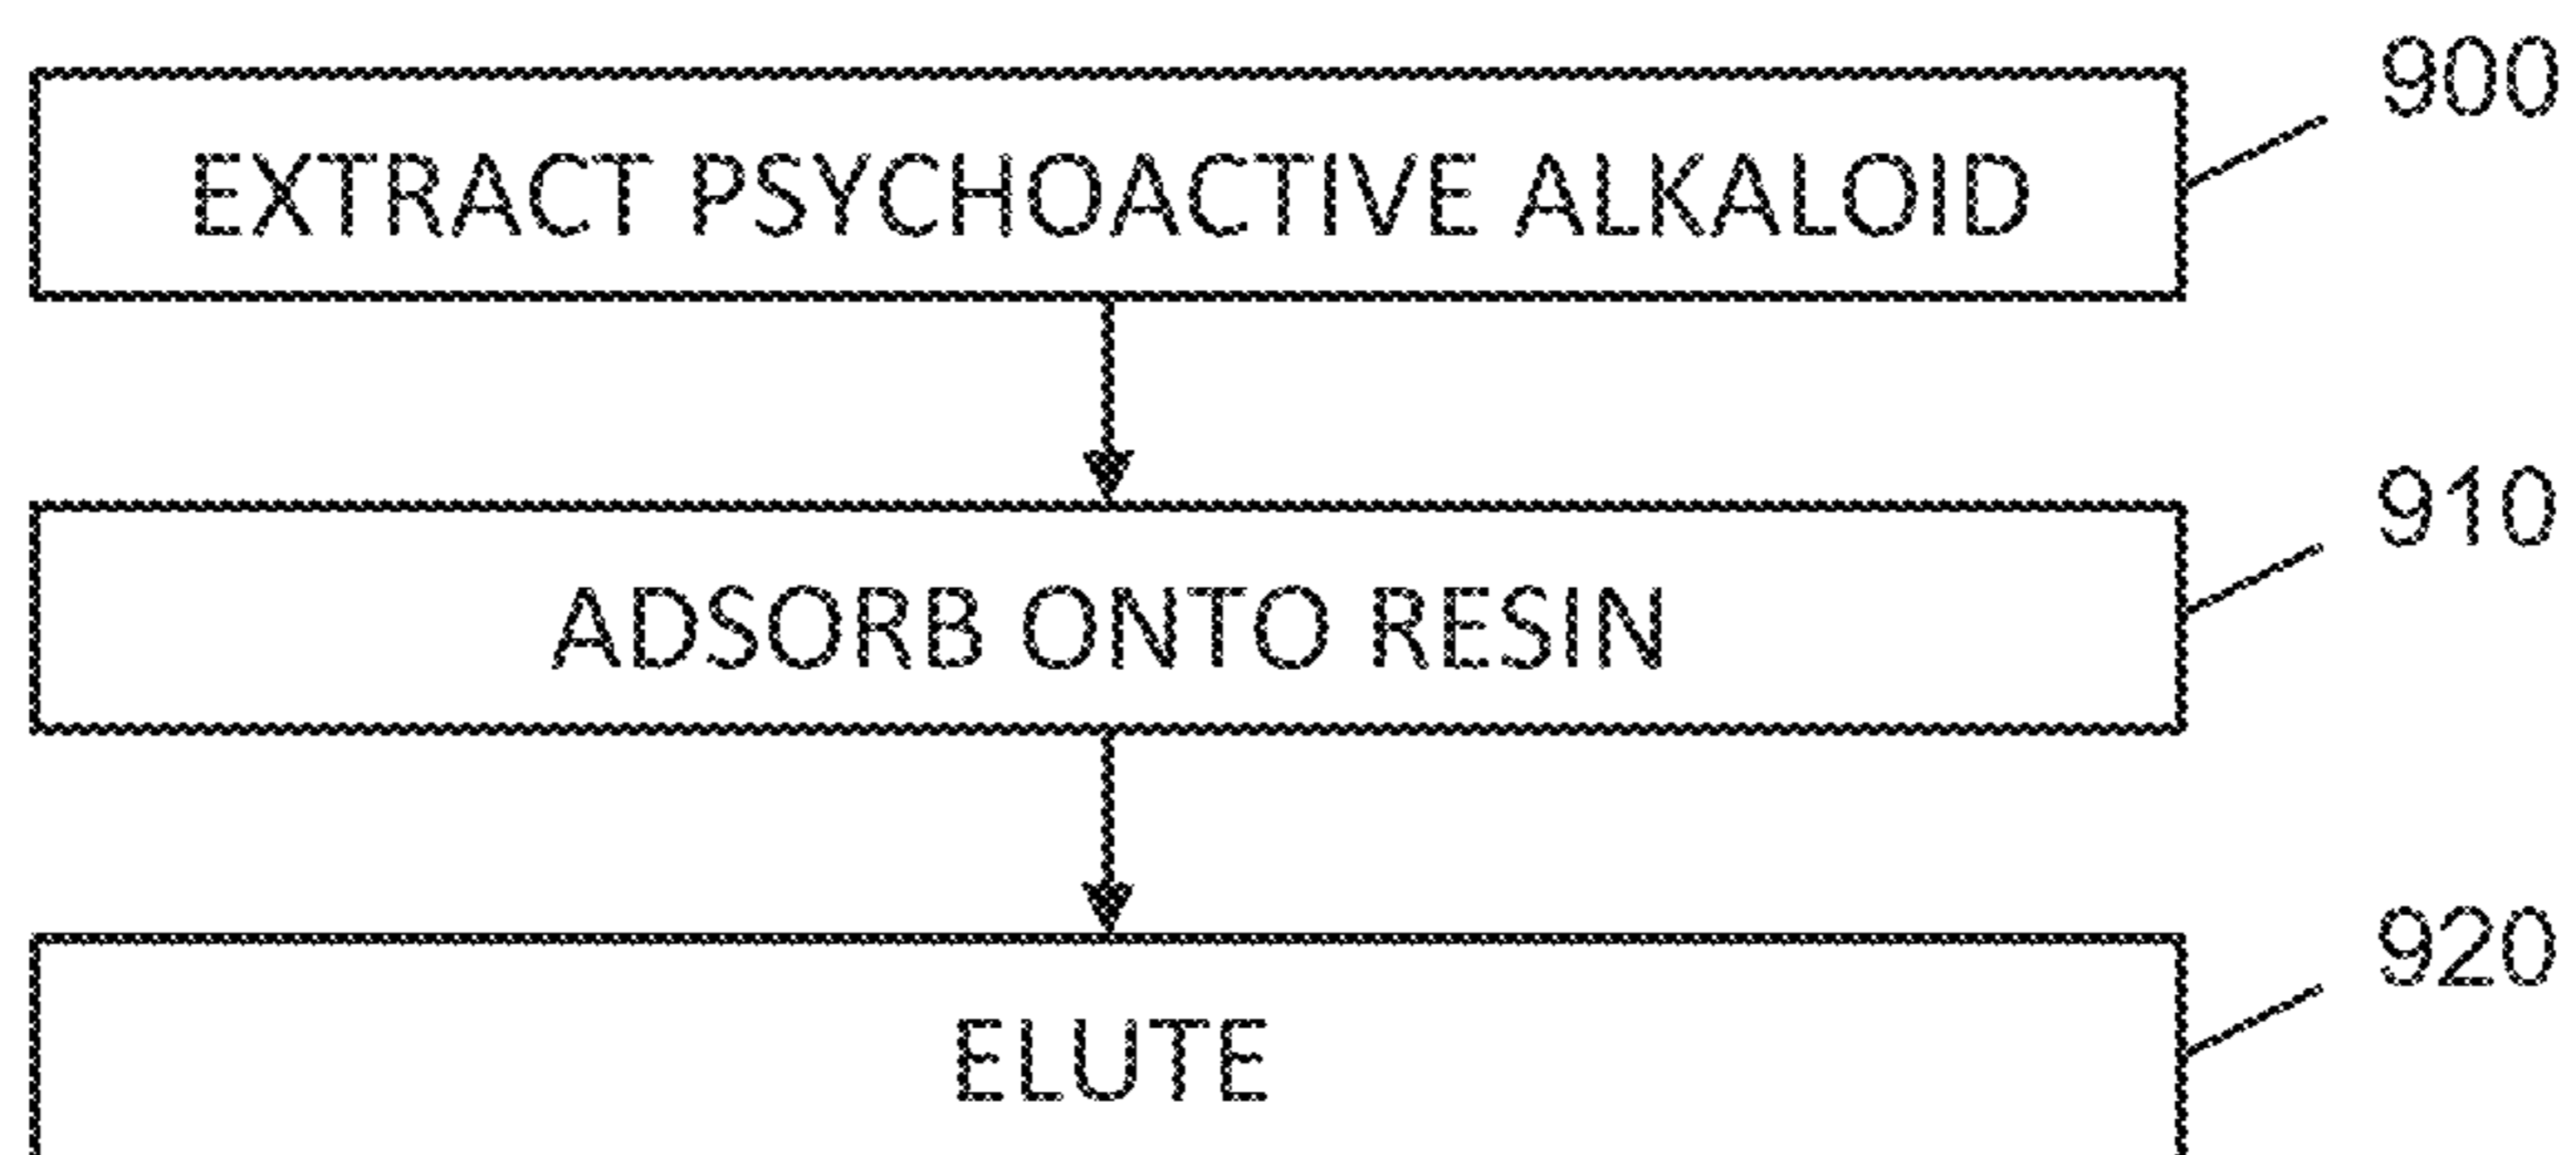 900
EXTRACT PSYCHOACTIVE ALKALOID
910
ADSORB ONTO RESIN
920
ELUTE